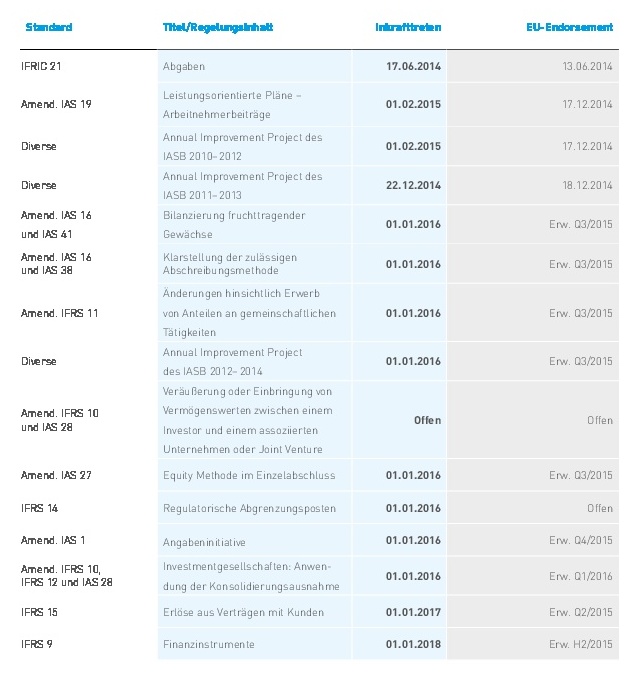 Standard Titel/Regelungsinhalt Inkrafttreten EU-Endorsement
IFRIC 21 Abgaben 17.06.2014 13.06.2014
Amend. IAS 19 Leistungsorientierte Pläne – 01.02.2015 17.12.2014
Arbeitnehmerbeiträge
Diverse Annual Improvement Project des 01.02.2015 17.12.2014
IASB 2010–2012
Diverse Annual Improvement Project des 22.12.2014 18.12.2014
IASB 2011–2013
Amend. IAS 16 Bilanzierung fruchttragender 01.01.2016 Erw. Q3/2015
und IAS 41 Gewächse
Amend. IAS 16 Klarstellung der zulässigen 01.01.2016 Erw. Q3/2015
und IAS 38 Abschreibungsmethode
Änderungen hinsichtlich Erwerb
Amend. IFRS 11 von Anteilen an gemeinschaftlichen 01.01.2016 Erw. Q3/2015
Tätigkeiten
Diverse Annual Improvement Project 01.01.2016 Erw. Q3/2015
des IASB 2012–2014
Veräußerung oder Einbringung von
Amend. IFRS 10 Vermögenswerten zwischen einem Offen Offen
und IAS 28 Investor und einem assoziierten
Unternehmen oder Joint Venture
Amend. IAS 27 Equity Methode im Einzelabschluss 01.01.2016 Erw. Q3/2015
IFRS 14 Regulatorische Abgrenzungsposten 01.01.2016 Offen
Amend. IAS 1 Angabeninitiative 01.01.2016 Erw. Q4/2015
Amend. IFRS 10, Investmentgesellschaften: Anwen- 01.01.2016 Erw. Q1/2016
IFRS 12 und IAS 28 dung der Konsolidierungsausnahme
IFRS 15 Erlöse aus Verträgen mit Kunden 01.01.2017 Erw. Q2/2015
IFRS 9 Finanzinstrumente 01.01.2018 Erw. H2/2015